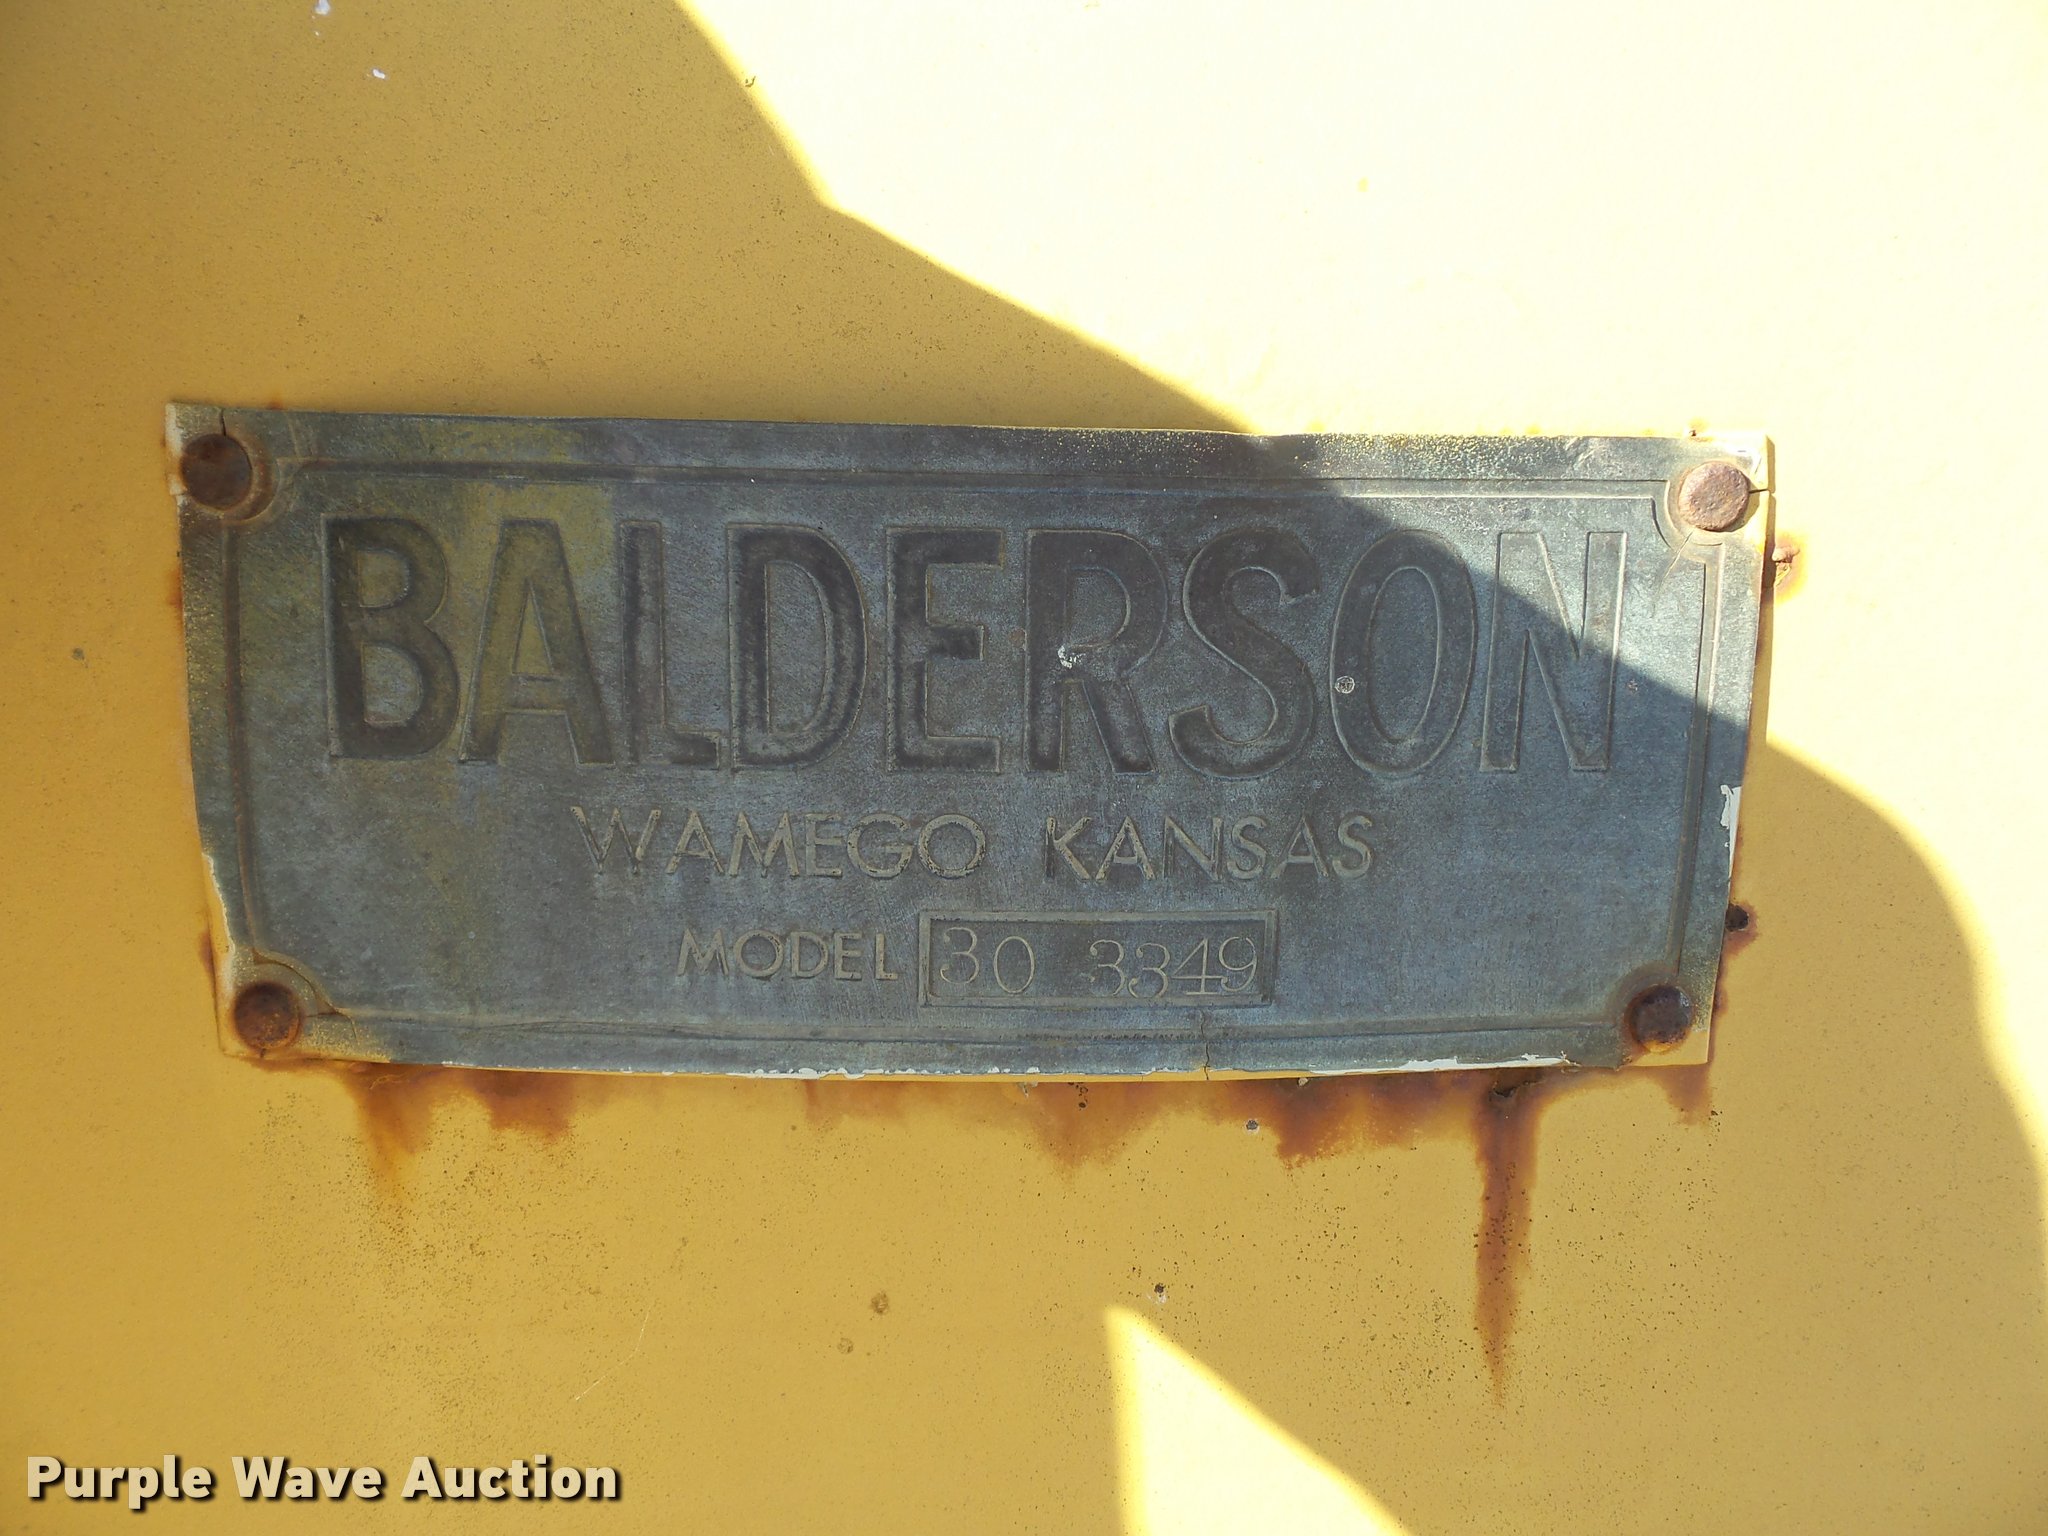 BALDERSON
WAMEGO KANSAS
MODEL 30 3349
Purple Wave Auction